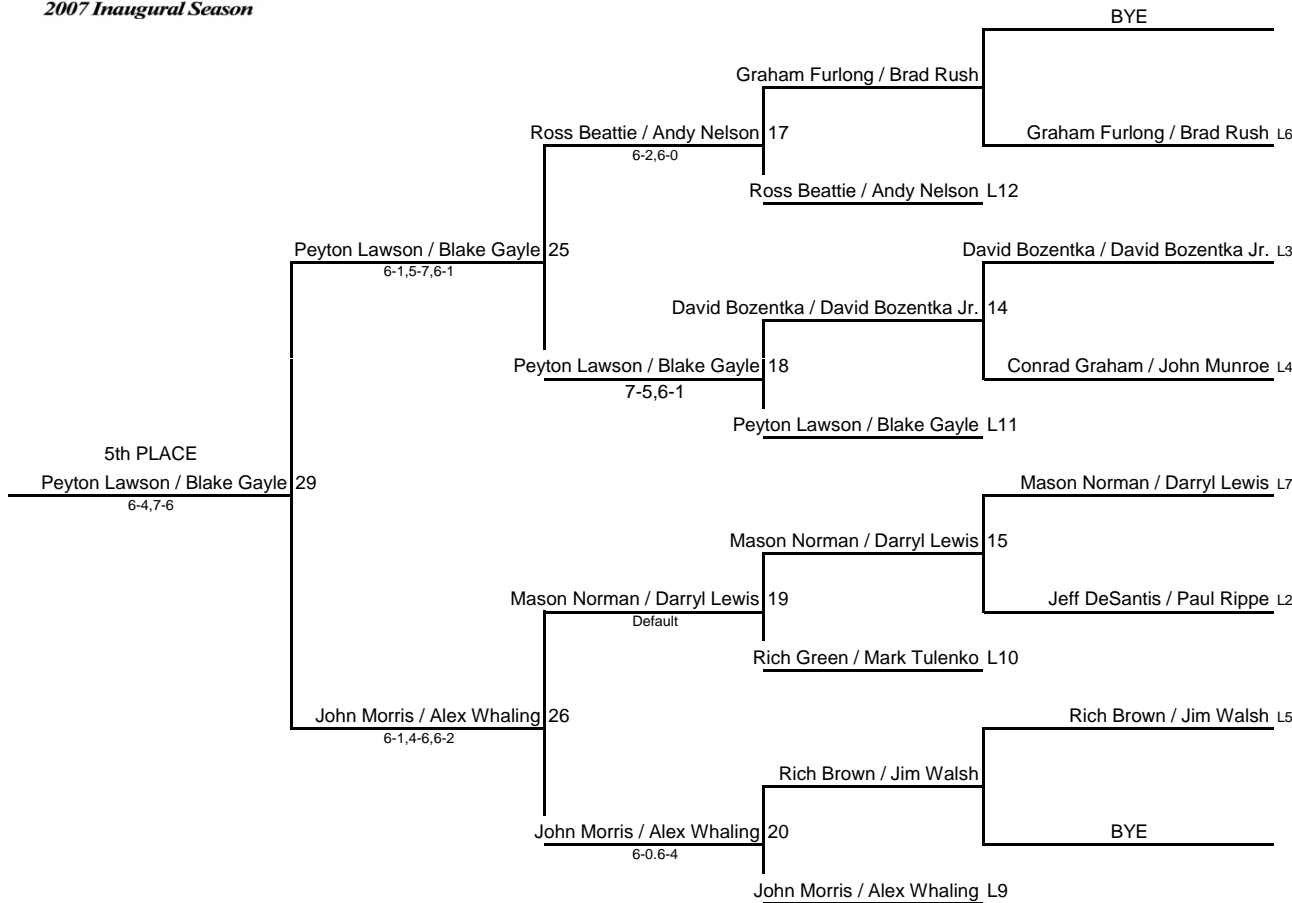 2007 Inaugural Season
BYE
Graham Furlong / Brad Rush
Ross Beattie / Andy Nelson 17
Graham Furlong / Brad Rush L6
6-2,6-0
Ross Beattie / Andy Nelson L12
Peyton Lawson / Blake Gayle 25
David Bozentka / David Bozentka Jr. L3
6-1,5-7,6-1
David Bozentka / David Bozentka Jr. 14
Peyton Lawson / Blake Gayle 18
Conrad Graham / John Munroe L4
7-5,6-1
Peyton Lawson / Blake Gayle L11
5th PLACE
Peyton Lawson / Blake Gayle 29
Mason Norman / Darryl Lewis L7
6-4,7-6
Mason Norman / Darryl Lewis 15
Mason Norman / Darryl Lewis 19
Jeff DeSantis / Paul Rippe L2
Default
Rich Green / Mark Tulenko L10
John Morris / Alex Whaling 26
Rich Brown / Jim Walsh L5
6-1,4-6,6-2
Rich Brown / Jim Walsh
John Morris / Alex Whaling 20
BYE
6-0.6-4
John Morris / Alex Whaling L9